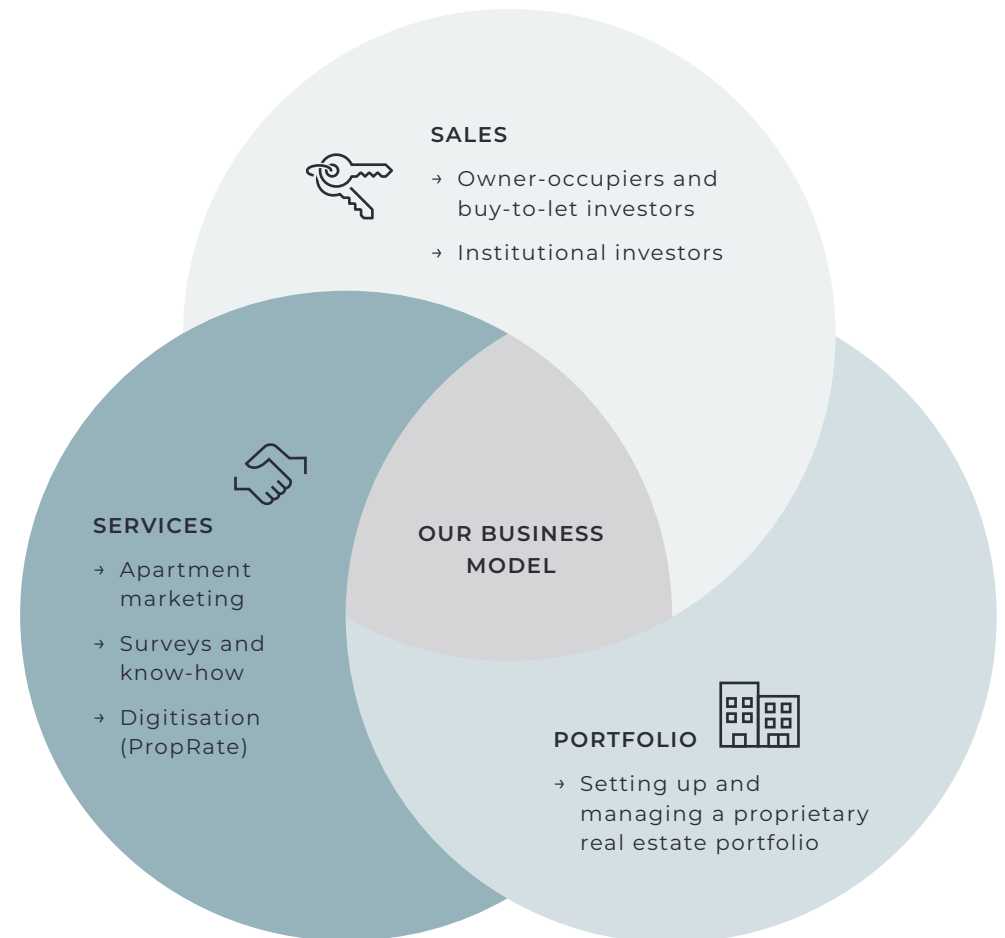 SALES
→ Owner-occupiers and
buy-to-let investors
→ Institutional investors
SERVICES
→ Apartment
marketing
→ Surveys and
know-how
→ Digitisation
(PropRate)
OUR BUSINESS
MODEL
PORTFOLIO
→ Setting up and
managing a proprietary
real estate portfolio